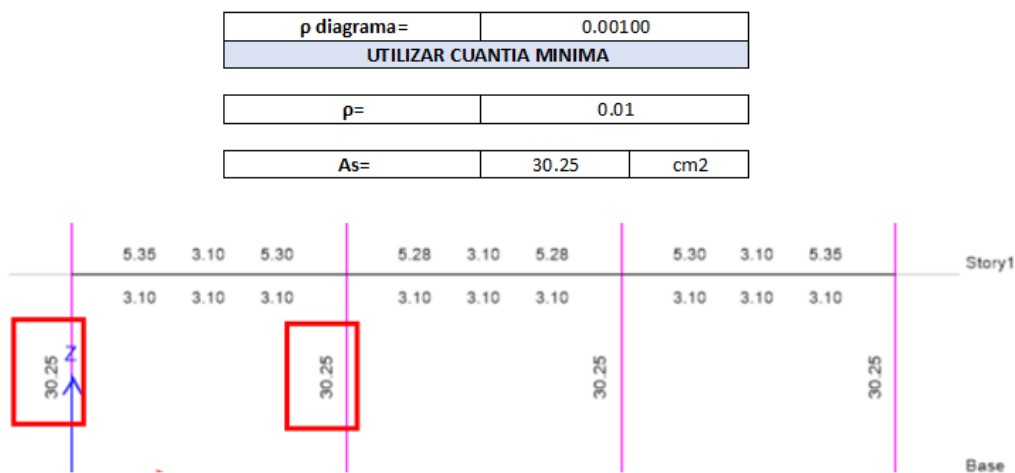 ρ diagrama= 0.00100
UTILIZAR CUANTIA MINIMA
ρ= 0.01
As= 30.25 cm2
5.35 3.10 5.30 5.28 3.10 5.28 5.30 3.10 5.35
Story1
3.10 3.10 3.10 3.10 3.10 3.10 3.10 3.10 3.10
30.25 Z 30.25 30.25 30.25
Base